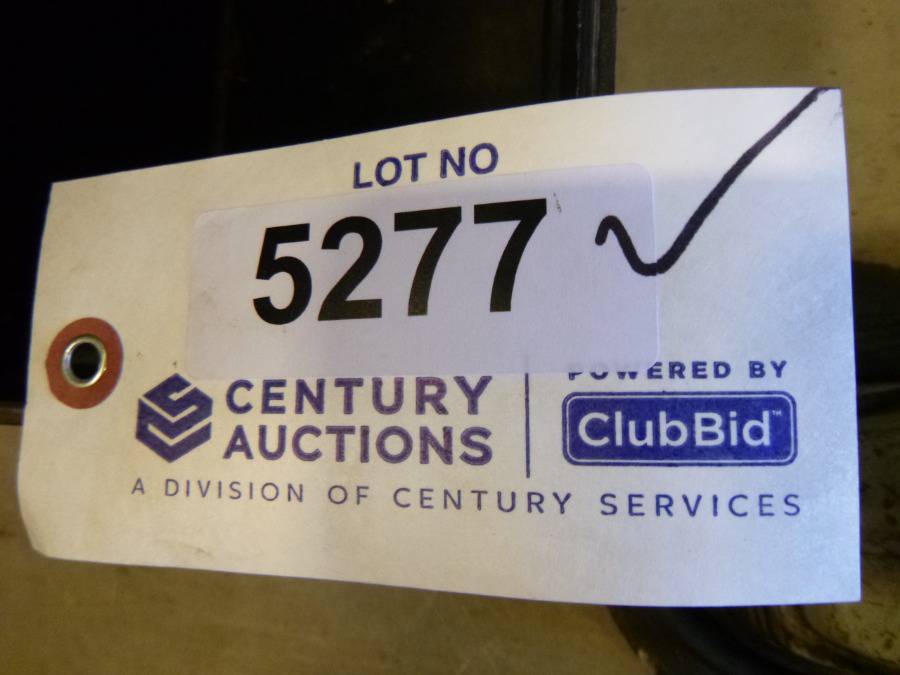 LOT NO
5277
CENTURY
AUCTIONS
POWERED BY
ClubBid™
A DIVISION OF CENTURY SERVICES